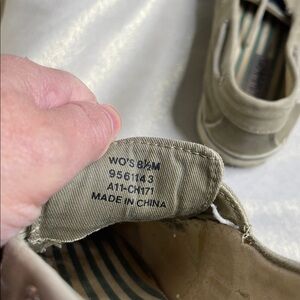 WO'S 8½M
9561143
A11-CH171
MADE IN CHINA